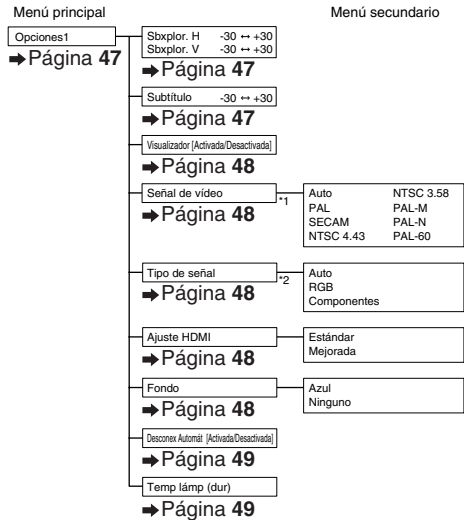 Menú principal
Menú secundario
Opciones1
➡Página 47
Sbxplor. H -30 ↔ +30
Sbxplor. V -30 ↔ +30
➡Página 47
Subtítulo -30 ↔ +30
➡Página 47
Visualizador [Activada/Desactivada]
➡Página 48
Señal de vídeo
*1
➡Página 48
Auto NTSC 3.58
PAL PAL-M
SECAM PAL-N
NTSC 4.43 PAL-60
Tipo de señal
*2
➡Página 48
Auto
RGB
Componentes
Ajuste HDMI
➡Página 48
Estándar
Mejorada
Fondo
➡Página 48
Azul
Ninguno
Desconex Automát [Activada/Desactivada]
➡Página 49
Temp lámp (dur)
➡Página 49